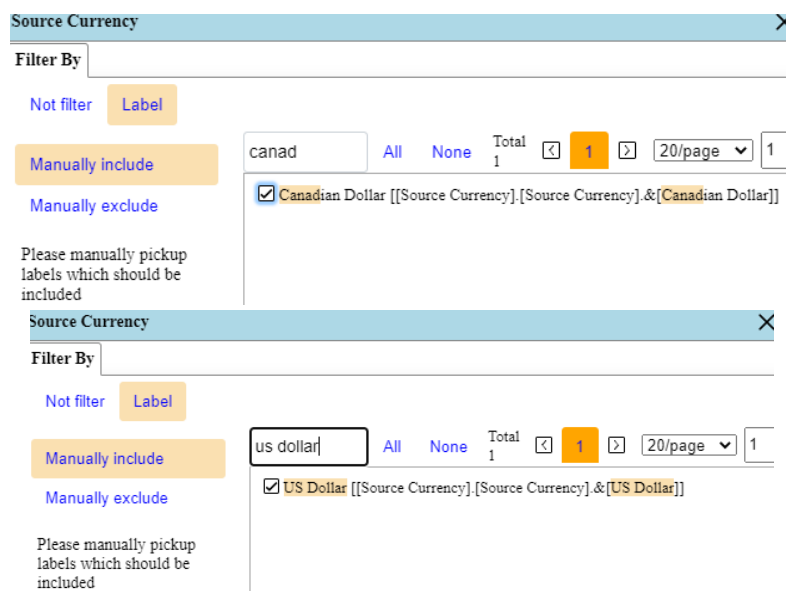 Source Currency
Filter By
Not filter Label
canad All None Total 1 < 1 > 20/page 1
Manually include
Canadian Dollar [[Source Currency].[Source Currency].&[Canadian Dollar]]
Manually exclude
Please manually pickup
labels which should be
included
Source Currency
Filter By
Not filter Label
us dollar All None Total 1 < 1 > 20/page 1
Manually include
US Dollar [[Source Currency].[Source Currency].&[US Dollar]]
Manually exclude
Please manually pickup
labels which should be
included